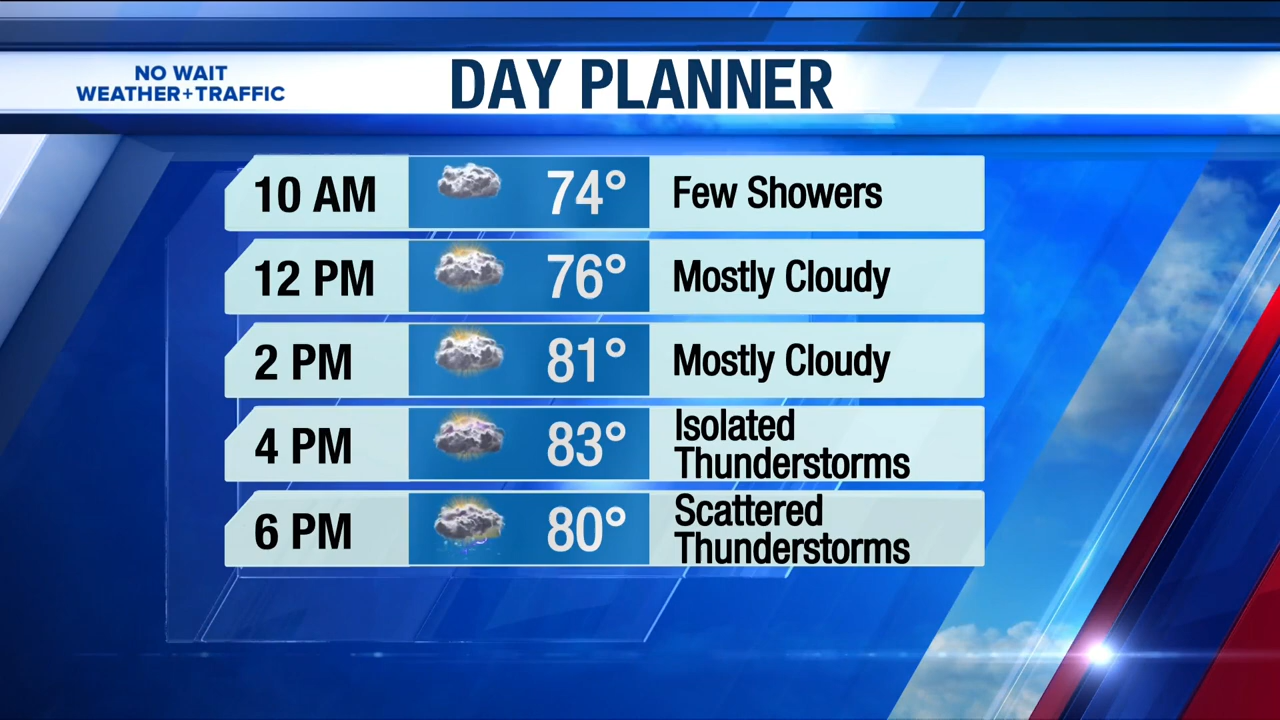 NO WAIT
WEATHER+TRAFFIC
DAY PLANNER
10 AM 74° Few Showers
12 PM 76° Mostly Cloudy
2 PM 81° Mostly Cloudy
4 PM 83° Isolated
Thunderstorms
6 PM 80° Scattered
Thunderstorms